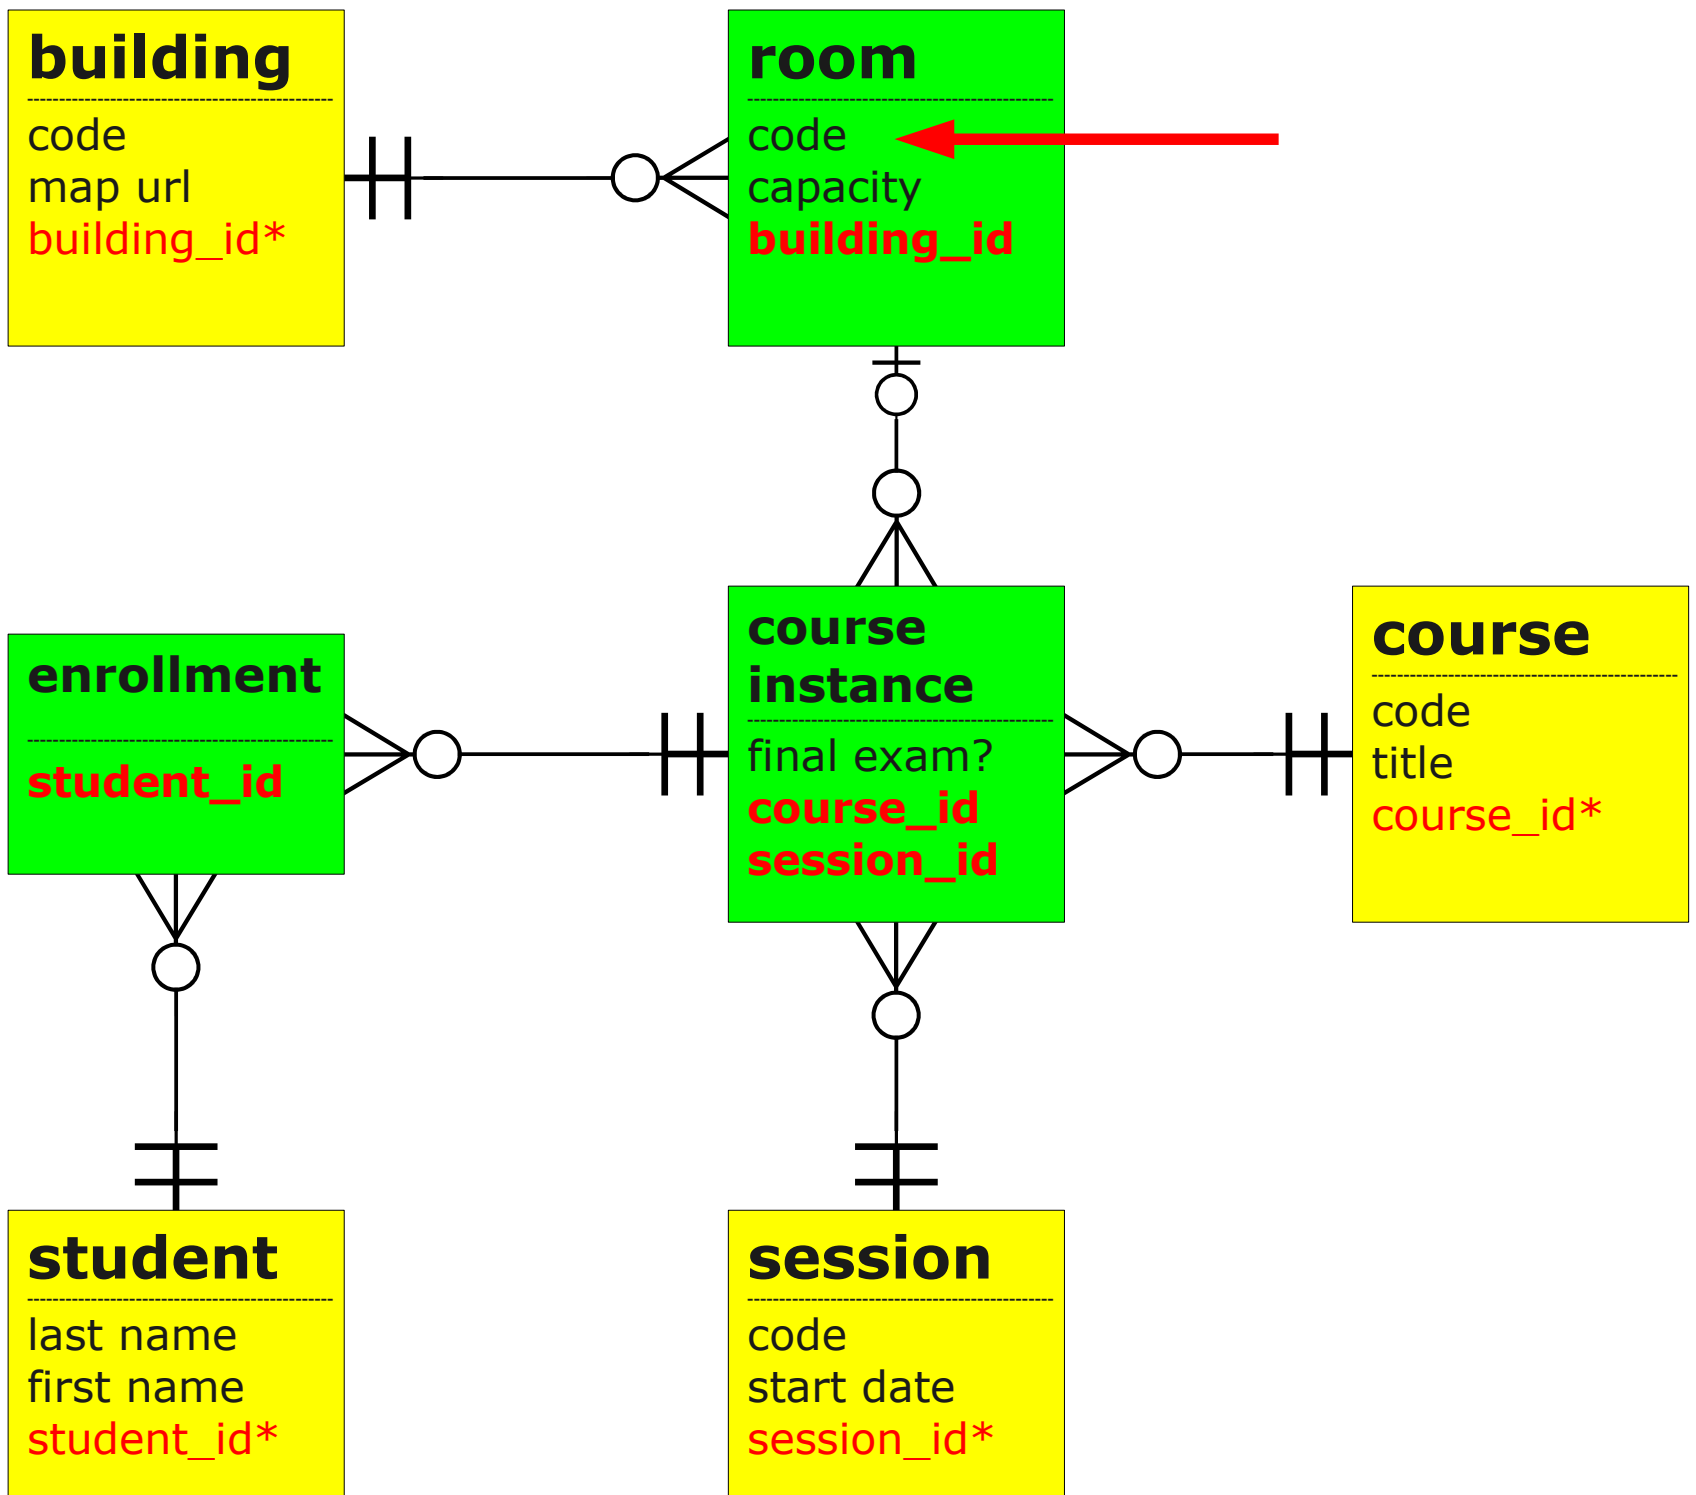 building
code
map url
building_id*
room
code
capacity
building_id
enrollment
student_id
course
instance
final exam?
course_id
session_id
course
code
title
course_id*
student
last name
first name
student_id*
session
code
start date
session_id*